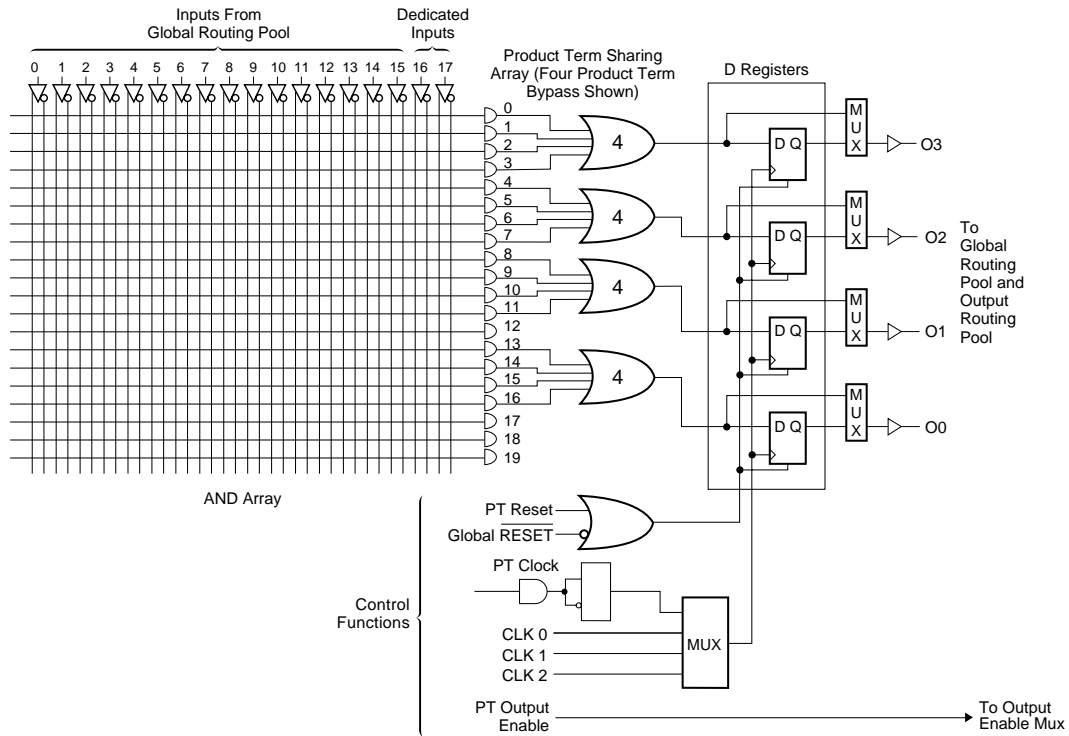 Inputs From
Global Routing Pool
Dedicated
Inputs
0 1 2 3 4 5 6 7 8 9 10 11 12 13 14 15 16 17
Product Term Sharing
Array (Four Product Term
Bypass Shown)
D Registers
0
1
2
3
4
5
6
7
8
9
10
11
12
13
14
15
16
17
18
19
4
4
4
4
D Q
D Q
D Q
D Q
MUX
MUX
MUX
MUX
O3
O2
O1
O0
To
Global
Routing
Pool and
Output
Routing
Pool
AND Array
Control
Functions
PT Reset
Global RESET
PT Clock
CLK 0
CLK 1
CLK 2
MUX
PT Output
Enable
To Output
Enable Mux